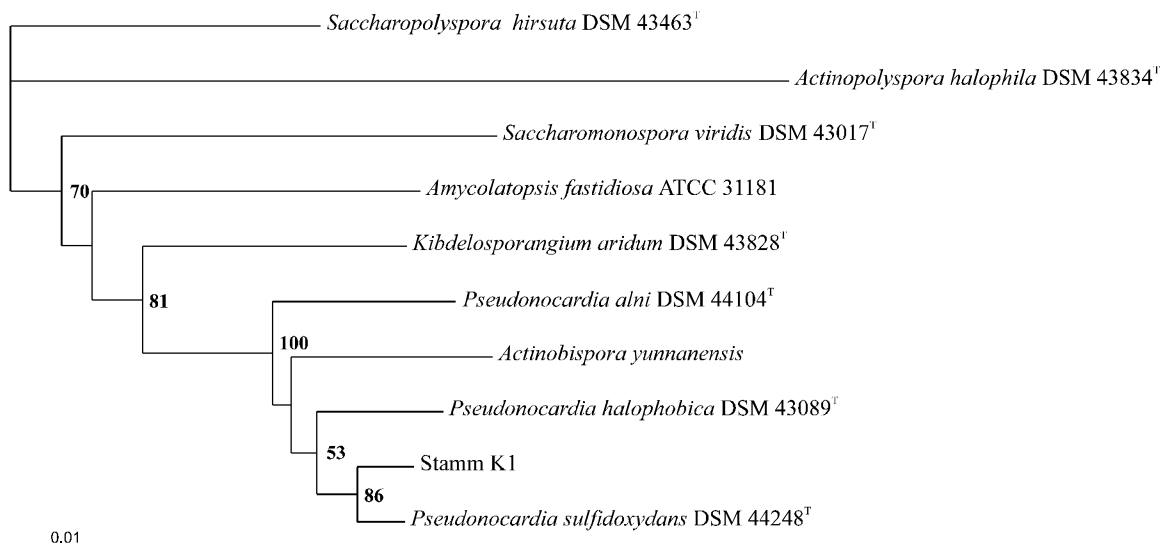 Saccharopolyspora hirsuta DSM 43463T
Actinopolyspora halophila DSM 43834T
Saccharomonospora viridis DSM 43017T
70
Amycolatopsis fastidiosa ATCC 31181
Kibdelosporangium aridum DSM 43828T
81
Pseudonocardia alni DSM 44104T
100
Actinobispora yunnanensis
Pseudonocardia halophobica DSM 43089T
53
Stamm K1
86
Pseudonocardia sulfidoxydans DSM 44248T
0.01